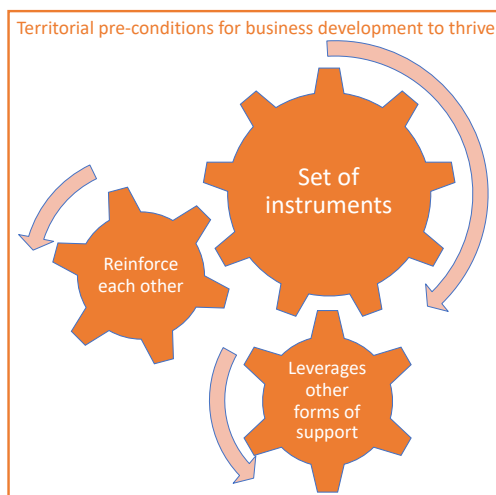 Territorial pre-conditions for business development to thrive
Set of
instruments
Reinforce
each other
Leverages
other
forms of
support